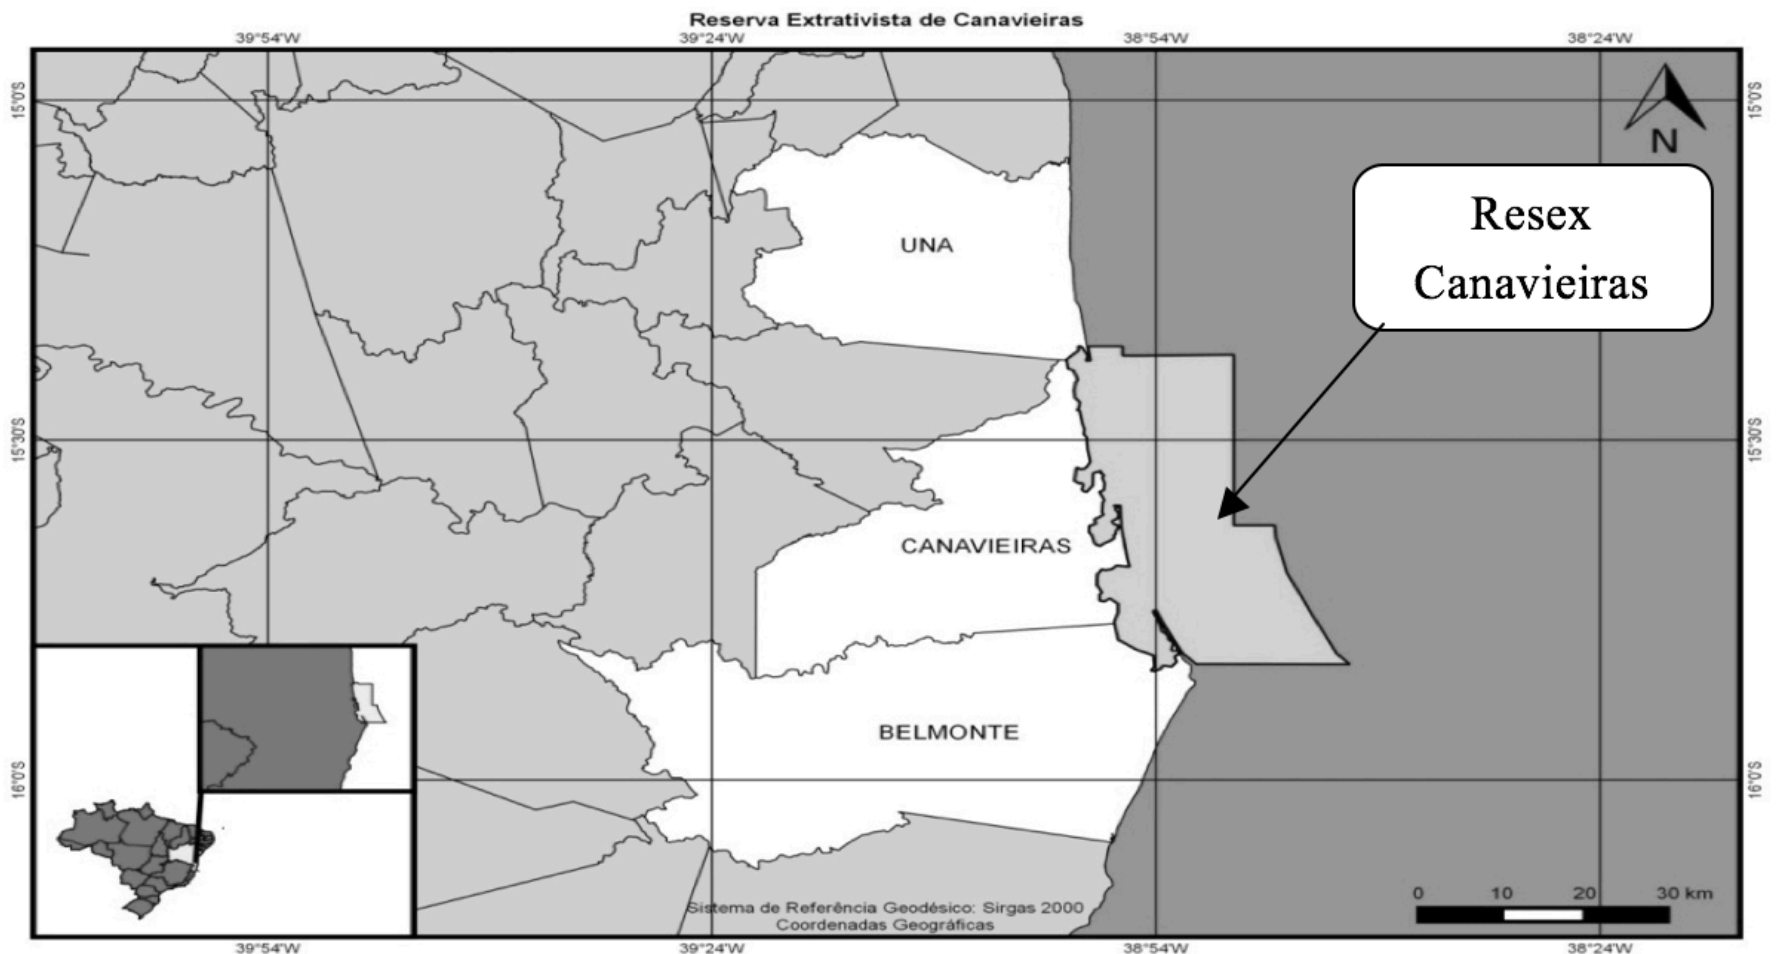 Reserva Extrativista de Canavieiras
39°54'W 39°24'W 38°54'W 38°24'W
15°0'S 15°0'S
N
Resex
Canavieiras
UNA
15°30'S 15°30'S
CANAVIEIRAS
BELMONTE
16°0'S 16°0'S
0 10 20 30 km
Sistema de Referência Geodésico: Sirgas 2000
Coordenadas Geográficas
39°54'W 39°24'W 38°54'W 38°24'W